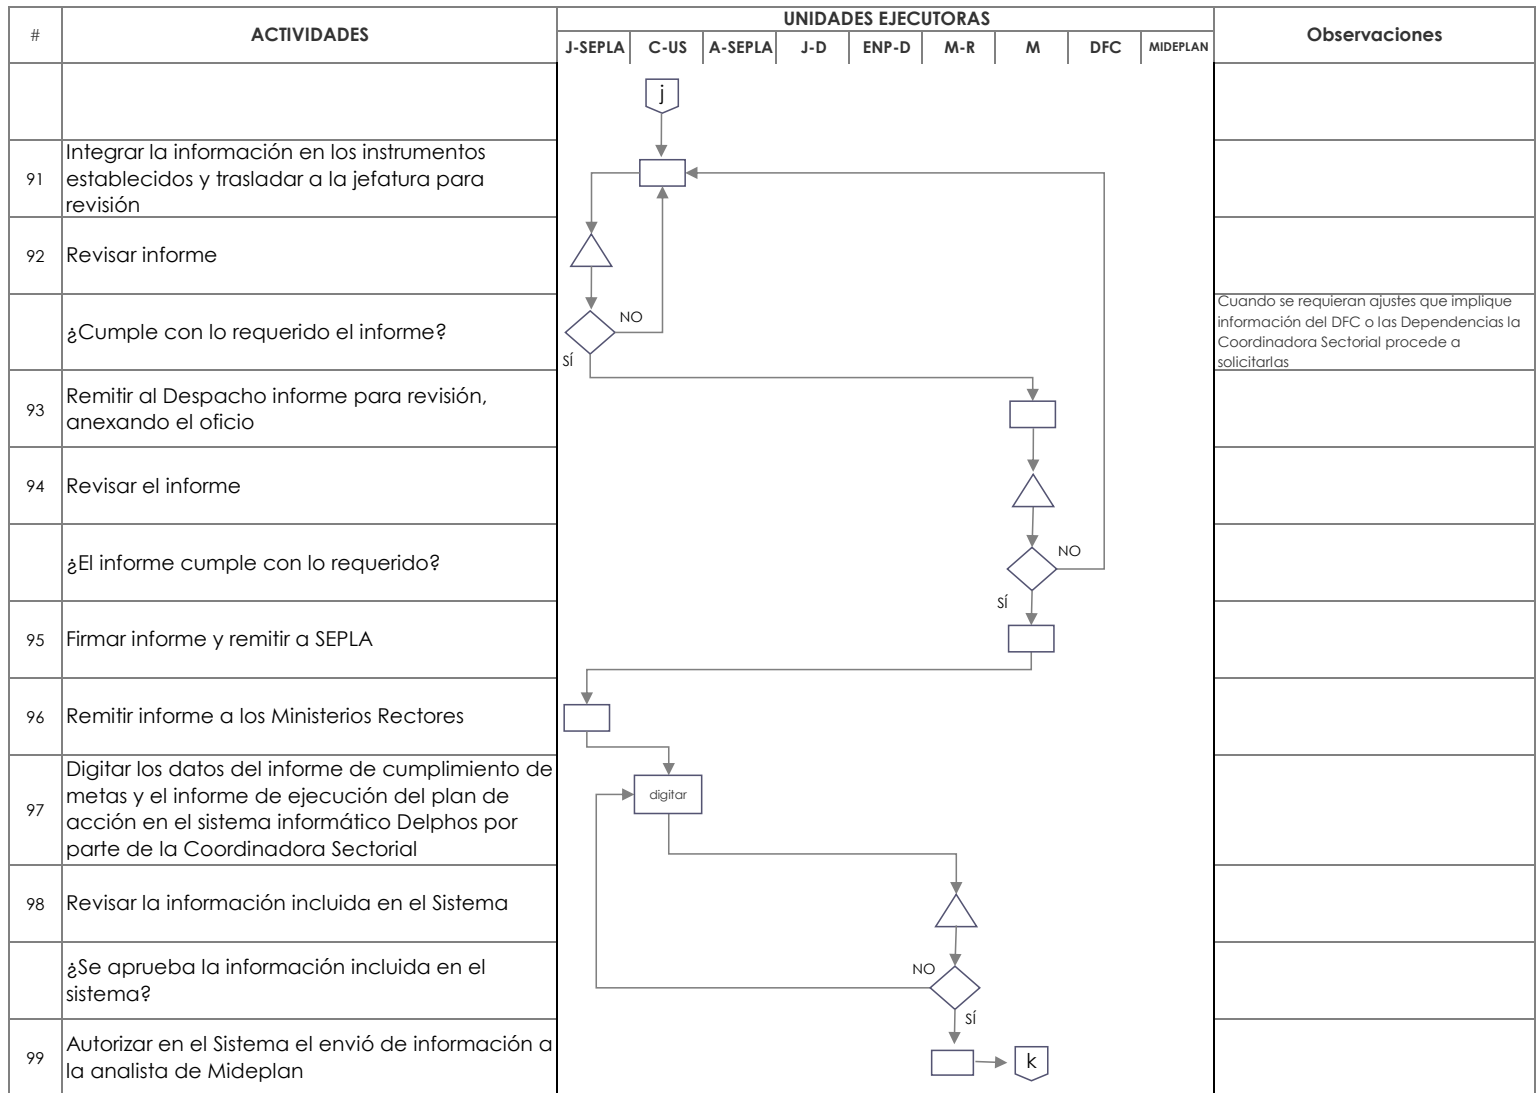 #
ACTIVIDADES
UNIDADES EJECUTORAS
Observaciones
J-SEPLA
C-US
A-SEPLA
J-D
ENP-D
M-R
M
DFC
MIDEPLAN
j
91
Integrar la información en los instrumentos
establecidos y trasladar a la jefatura para
revisión
92
Revisar informe
¿Cumple con lo requerido el informe?
NO
SÍ
Cuando se requieran ajustes que implique
información del DFC o las Dependencias la
Coordinadora Sectorial procede a
solicitarlas
93
Remitir al Despacho informe para revisión,
anexando el oficio
94
Revisar el informe
¿El informe cumple con lo requerido?
NO
SÍ
95
Firmar informe y remitir a SEPLA
96
Remitir informe a los Ministerios Rectores
97
Digitar los datos del informe de cumplimiento de
metas y el informe de ejecución del plan de
acción en el sistema informático Delphos por
parte de la Coordinadora Sectorial
digitar
98
Revisar la información incluida en el Sistema
¿Se aprueba la información incluida en el
sistema?
NO
SÍ
99
Autorizar en el Sistema el envió de información a
la analista de Mideplan
k